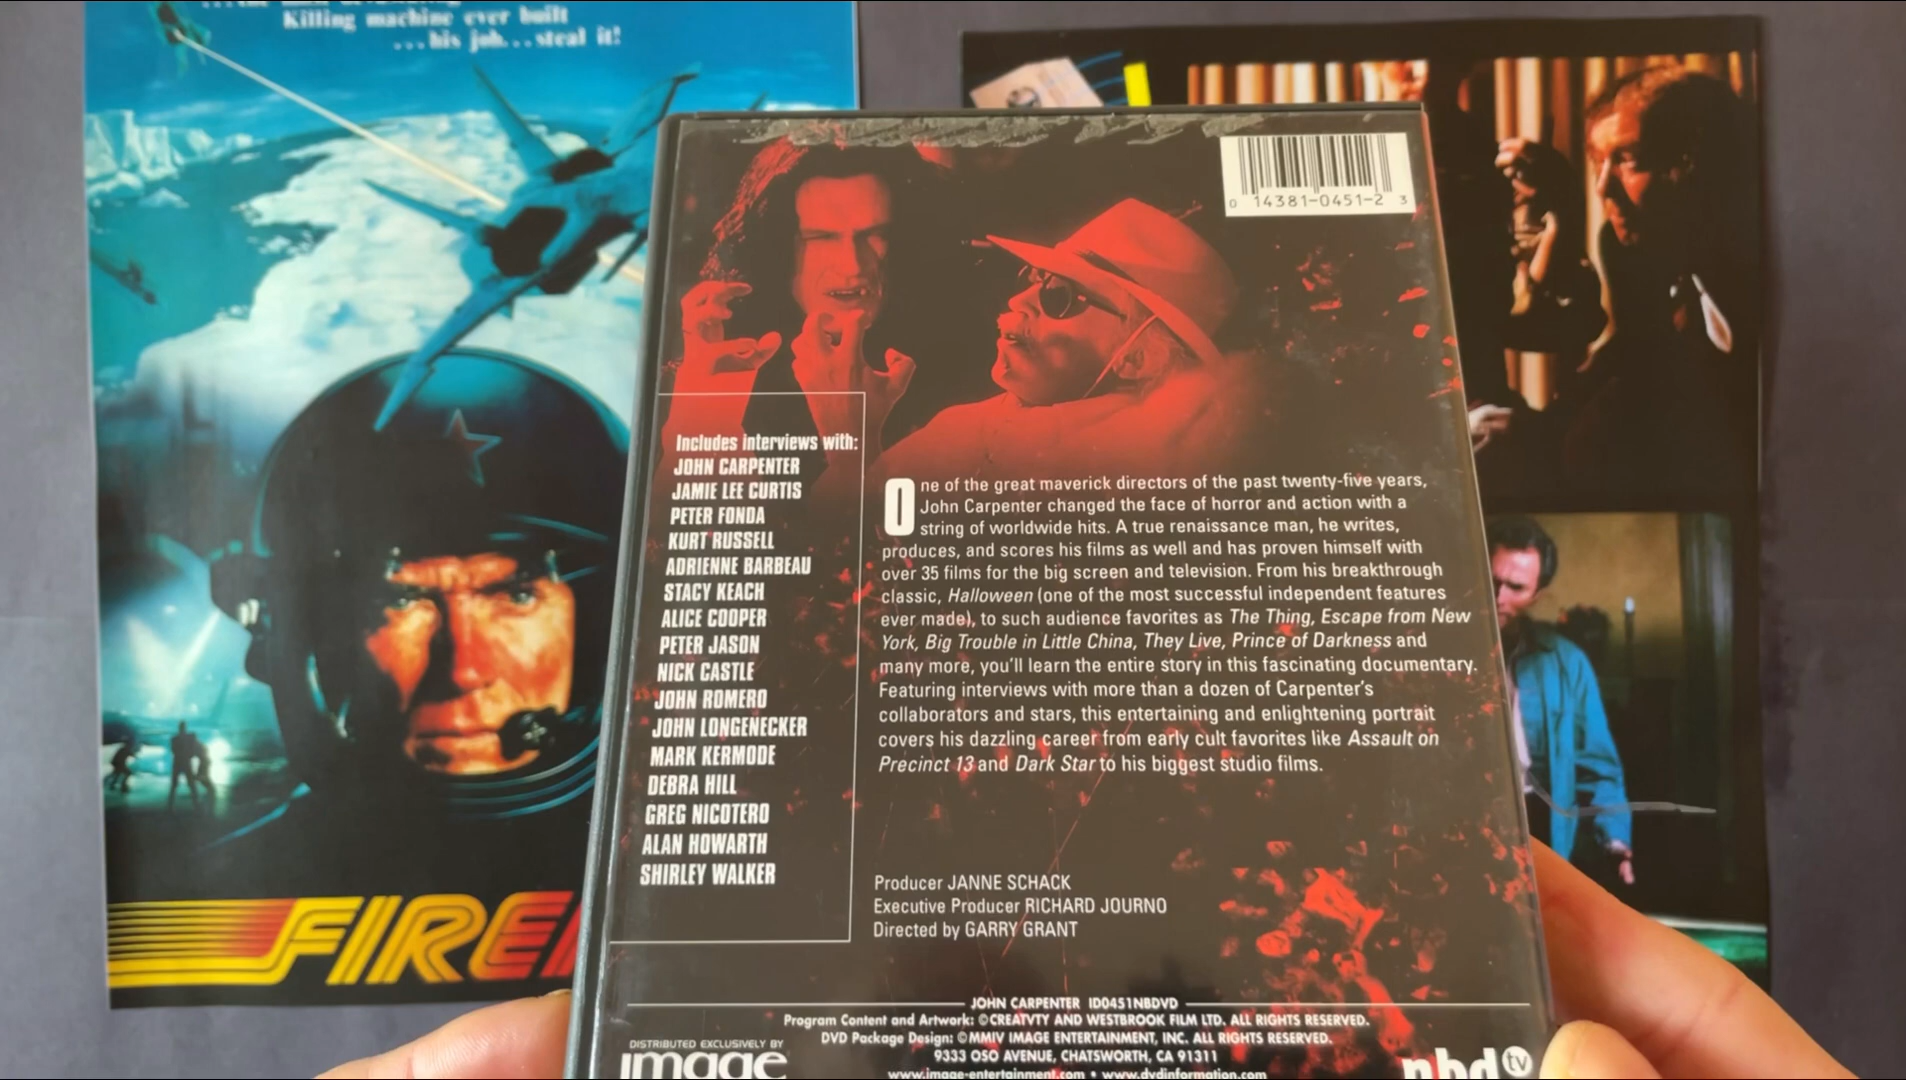 Killing machine ever built
...his job...steal it!
FIRE
0 14381-0451-2 3
Includes interviews with:
JOHN CARPENTER
JAMIE LEE CURTIS
PETER FONDA
KURT RUSSELL
ADRIENNE BARBEAU
STACY KEACH
ALICE COOPER
PETER JASON
NICK CASTLE
JOHN ROMERO
JOHN LONGENECKER
MARK KERMODE
DEBRA HILL
GREG NICOTERO
ALAN HOWARTH
SHIRLEY WALKER
One of the great maverick directors of the past twenty-five years,
John Carpenter changed the face of horror and action with a
string of worldwide hits. A true renaissance man, he writes,
produces, and scores his films as well and has proven himself with
over 35 films for the big screen and television. From his breakthrough
classic, Halloween (one of the most successful independent features
ever made), to such audience favorites as The Thing, Escape from New
York, Big Trouble in Little China, They Live, Prince of Darkness and
many more, you'll learn the entire story in this fascinating documentary.
Featuring interviews with more than a dozen of Carpenter's
collaborators and stars, this entertaining and enlightening portrait
covers his dazzling career from early cult favorites like Assault on
Precinct 13 and Dark Star to his biggest studio films.
Producer JANNE SCHACK
Executive Producer RICHARD JOURNO
Directed by GARRY GRANT
JOHN CARPENTER ID0451NBDVD
Program Content and Artwork: ©CREATVTY AND WESTBROOK FILM LTD. ALL RIGHTS RESERVED.
DVD Package Design: ©MMIV IMAGE ENTERTAINMENT, INC. ALL RIGHTS RESERVED.
9333 OSO AVENUE, CHATSWORTH, CA 91311
www.image-entertainment.com • www.dvdinformation.com
DISTRIBUTED EXCLUSIVELY BY
image
nbd tv